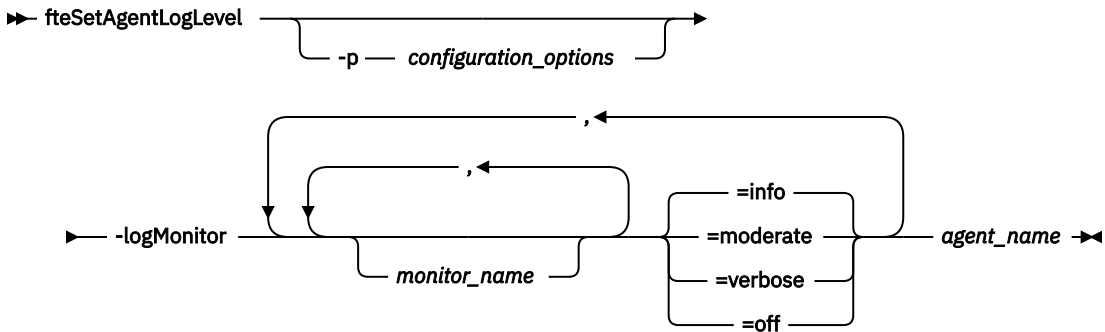 fteSetAgentLogLevel
-p configuration_options
,
,
=info
-logMonitor =moderate agent_name
monitor_name =verbose
=off